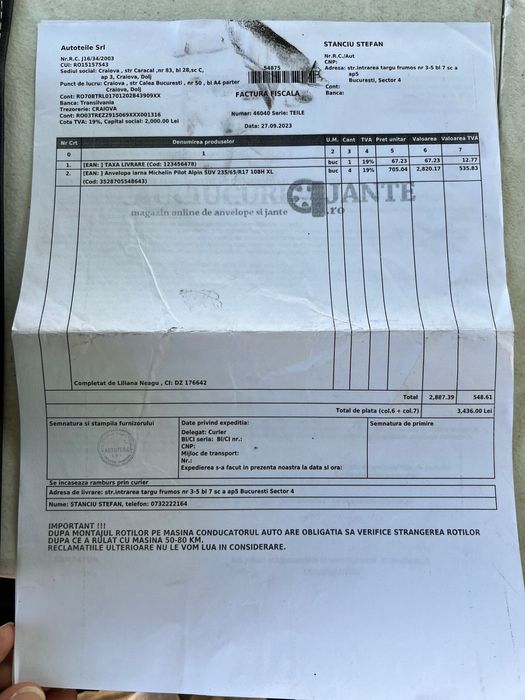 Autoteile Srl
Nr.R.C. J16/34/2003
CUI: RO15157543
Sediul social: Craiova , str Caracal ,nr 83, bl 28,sc C,
ap 3, Craiova, Dolj
Punct de lucru: Craiova , str Calea Bucuresti , nr 50 , bl A4 parter
Craiova, Dolj
Cont: RO70BTRL01701202B43909XX
Banca: Transilvania
Trezorerie: CRAIOVA
Cont: RO03TREZ2915069XXX001316
Cota TVA: 19%, Capital social: 2,000.00 Lei
54875
FACTURA FISCALA
Numar: 46040 Serie: TEILE
Data: 27.09.2023
STANCIU STEFAN
Nr.R.C./Aut
CNP:
Adresa: str.intrarea targu frumos nr 3-5 bl 7 sc a
ap5
Bucuresti, Sector 4
Cont:
Banca:
Nr Crt Denumirea produselor U.M. Cant TVA Pret unitar Valoarea Valoarea TVA
0 1 2 3 4 5 6 7
1. [EAN: ] TAXA LIVRARE (Cod: 123456478) buc 1 19% 67.23 67.23 12.77
2. [EAN: ] Anvelopa iarna Michelin Pilot Alpin SUV 235/65/R17 108H XL buc 4 19% 705.04 2,820.17 535.83
(Cod: 3528705548643)
JANTE
magazin online de anvelope si jante .ro
Completat de Liliana Neagu , CI: DZ 176642
Total 2,887.39 548.61
Total de plata (col.6 + col.7) 3,436.00 Lei
Semnatura si stampila furnizorului
Date privind expeditia:
Delegat: Curier
BI/CI seria: BI/CI nr.:
CNP:
Mijloc de transport:
Nr.:
Expedierea s-a facut in prezenta noastra la data si ora:
Semnatura de primire
Se incaseaza ramburs prin curier
Adresa de livrare: str.intrarea targu frumos nr 3-5 bl 7 sc a ap5 Bucuresti Sector 4
Nume: STANCIU STEFAN, telefon: 0732222164
IMPORTANT !!!
DUPA MONTAJUL ROTILOR PE MASINA CONDUCATORUL AUTO ARE OBLIGATIA SA VERIFICE STRANGEREA ROTILOR
DUPA CE A RULAT CU MASINA 50-80 KM.
RECLAMATIILE ULTERIOARE NU LE VOM LUA IN CONSIDERARE.